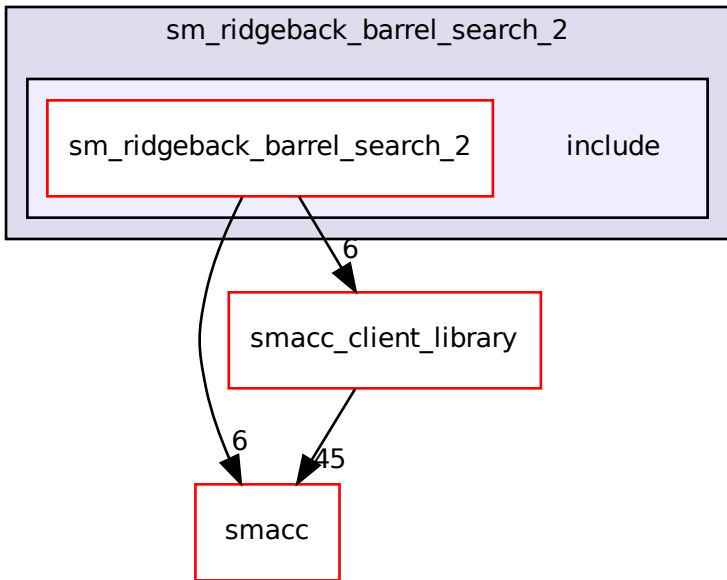 sm_ridgeback_barrel_search_2
sm_ridgeback_barrel_search_2
include
6
smacc_client_library
6
45
smacc